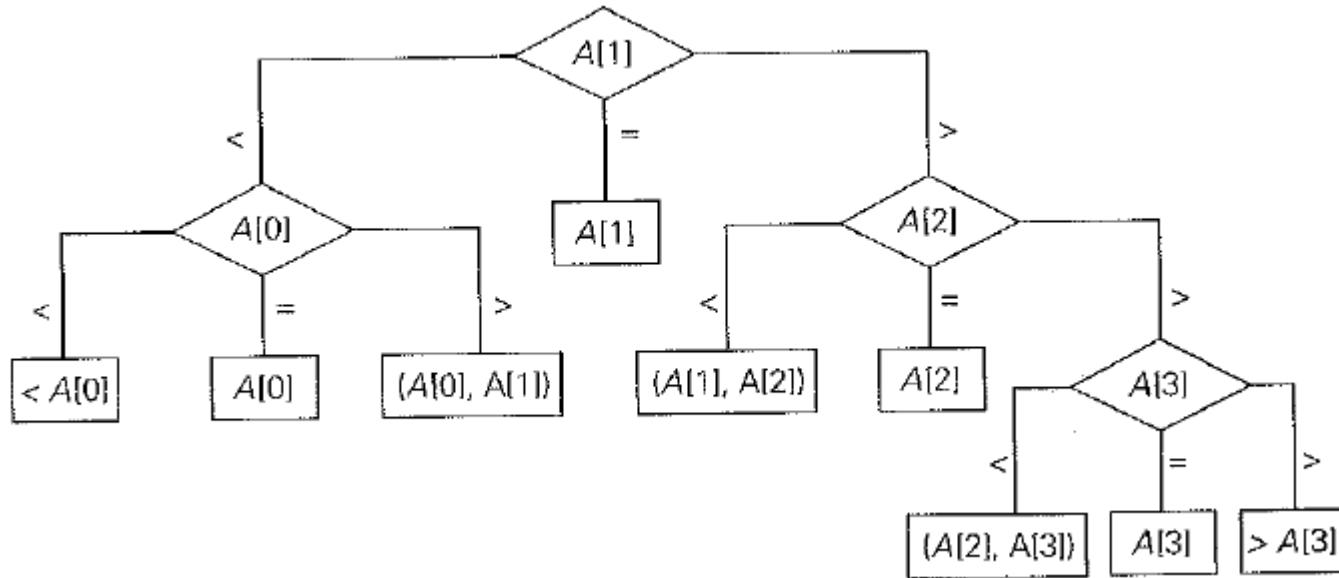 A[1]
< = >
A[0] A[1] A[2]
< = > < = >
< A[0] A[0] (A[0], A[1]) (A[1], A[2]) A[2] A[3]
< = >
(A[2], A[3]) A[3] > A[3]